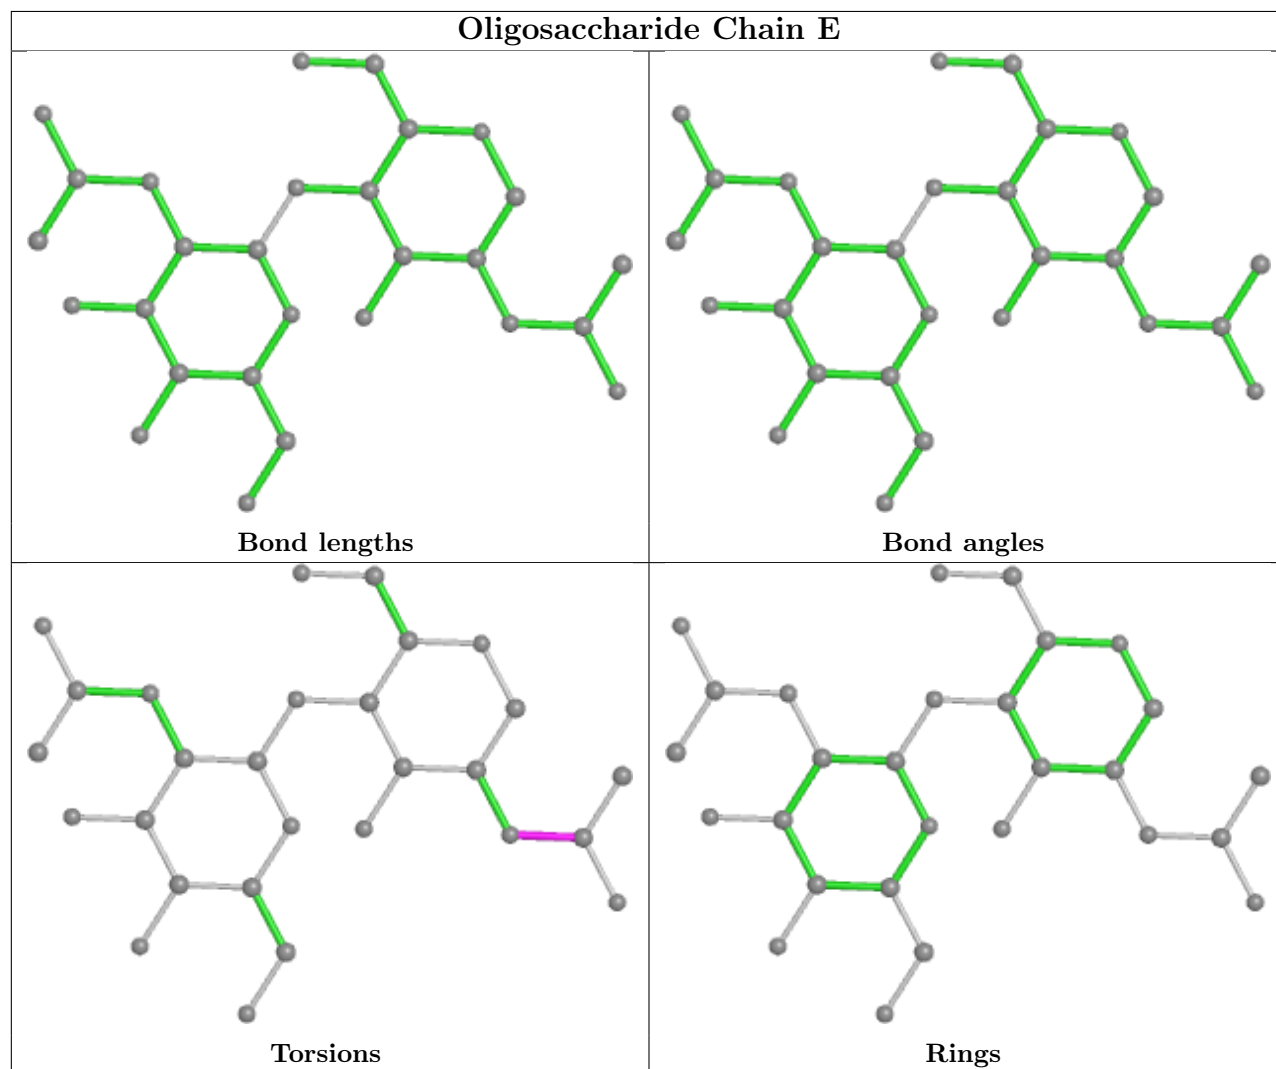 Oligosaccharide Chain E
Bond lengths
Bond angles
Torsions
Rings